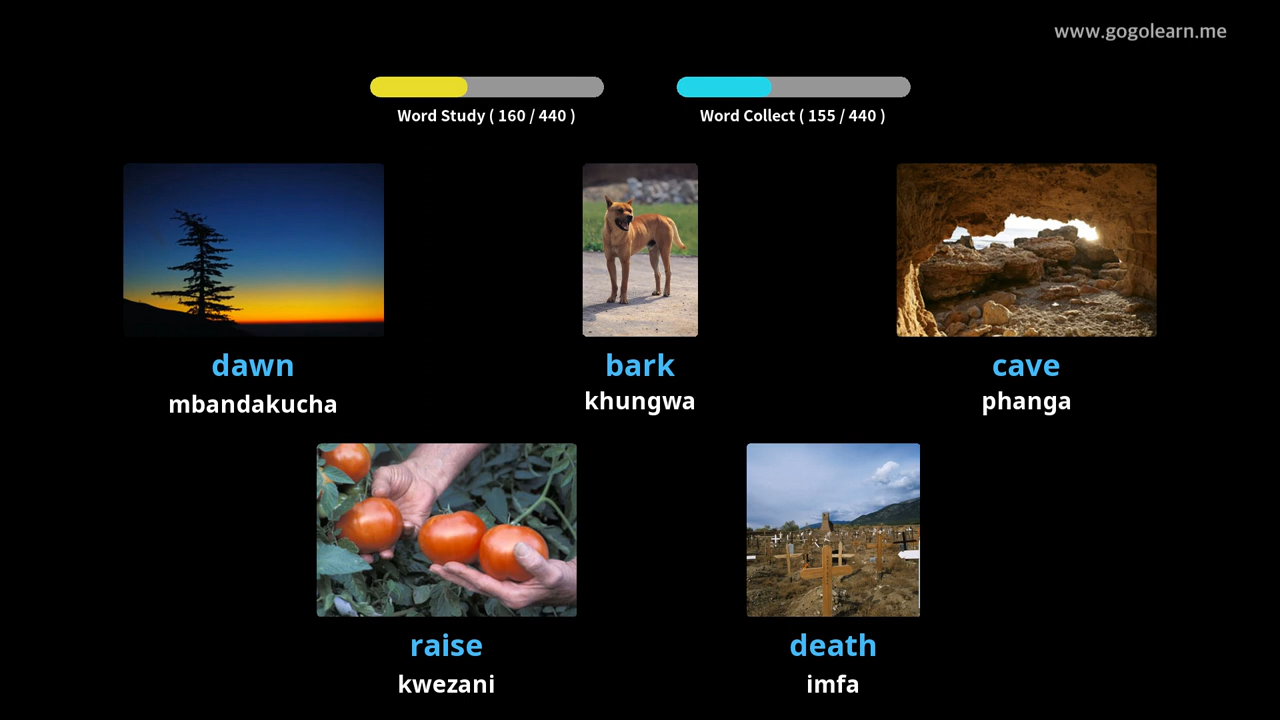 www.gogolearn.me
Word Study ( 160 / 440 )
Word Collect ( 155 / 440 )
dawn
mbandakucha
bark
khungwa
cave
phanga
raise
kwezani
death
imfa